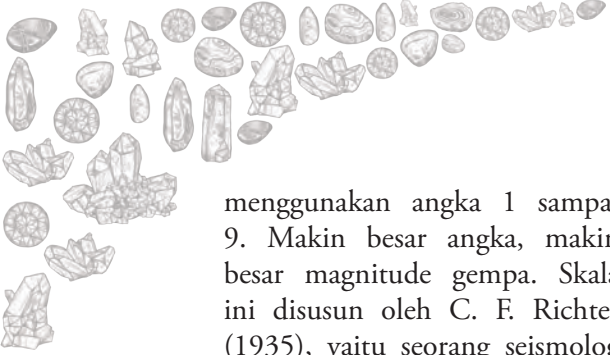 menggunakan angka 1 sampa
9. Makin besar angka, makin
besar magnitude gempa. Skala
ini disusun oleh C. F. Richte
(1935), yaitu seorang seismolog